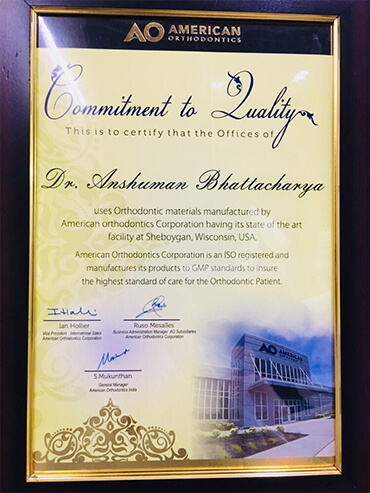 AO AMERICAN
ORTHODONTICS
Commitment to Quality
This is to certify that the Offices of
Dr. Anshuman Bhattacharya
uses Orthodontic materials manufactured by
American orthodontics Corporation having its state of the art
facility at Sheboygan, Wisconsin, USA.
American Orthodontics Corporation is an ISO registered and
manufactures its products to GMP standards to insure
the highest standard of care for the Orthodontic Patient.
Ian Hollier
Vice President - International Sales
American Orthodontics Corporation
Ruso Mesalles
Business Administration Manager AO Subsidiaries
American Orthodontics Corporation
S.Mukunthan
General Manager
American Orthodontics India
AO AMERICAN
ORTHODONTICS